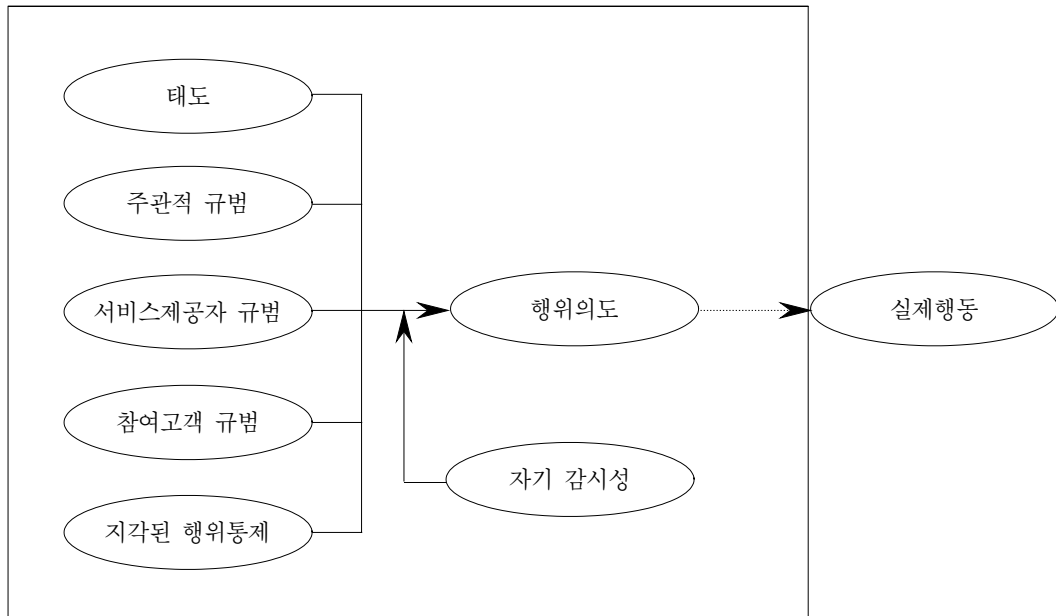 태도
주관적 규범
서비스제공자 규범
행위의도
실제행동
참여고객 규범
자기 감시성
지각된 행위통제